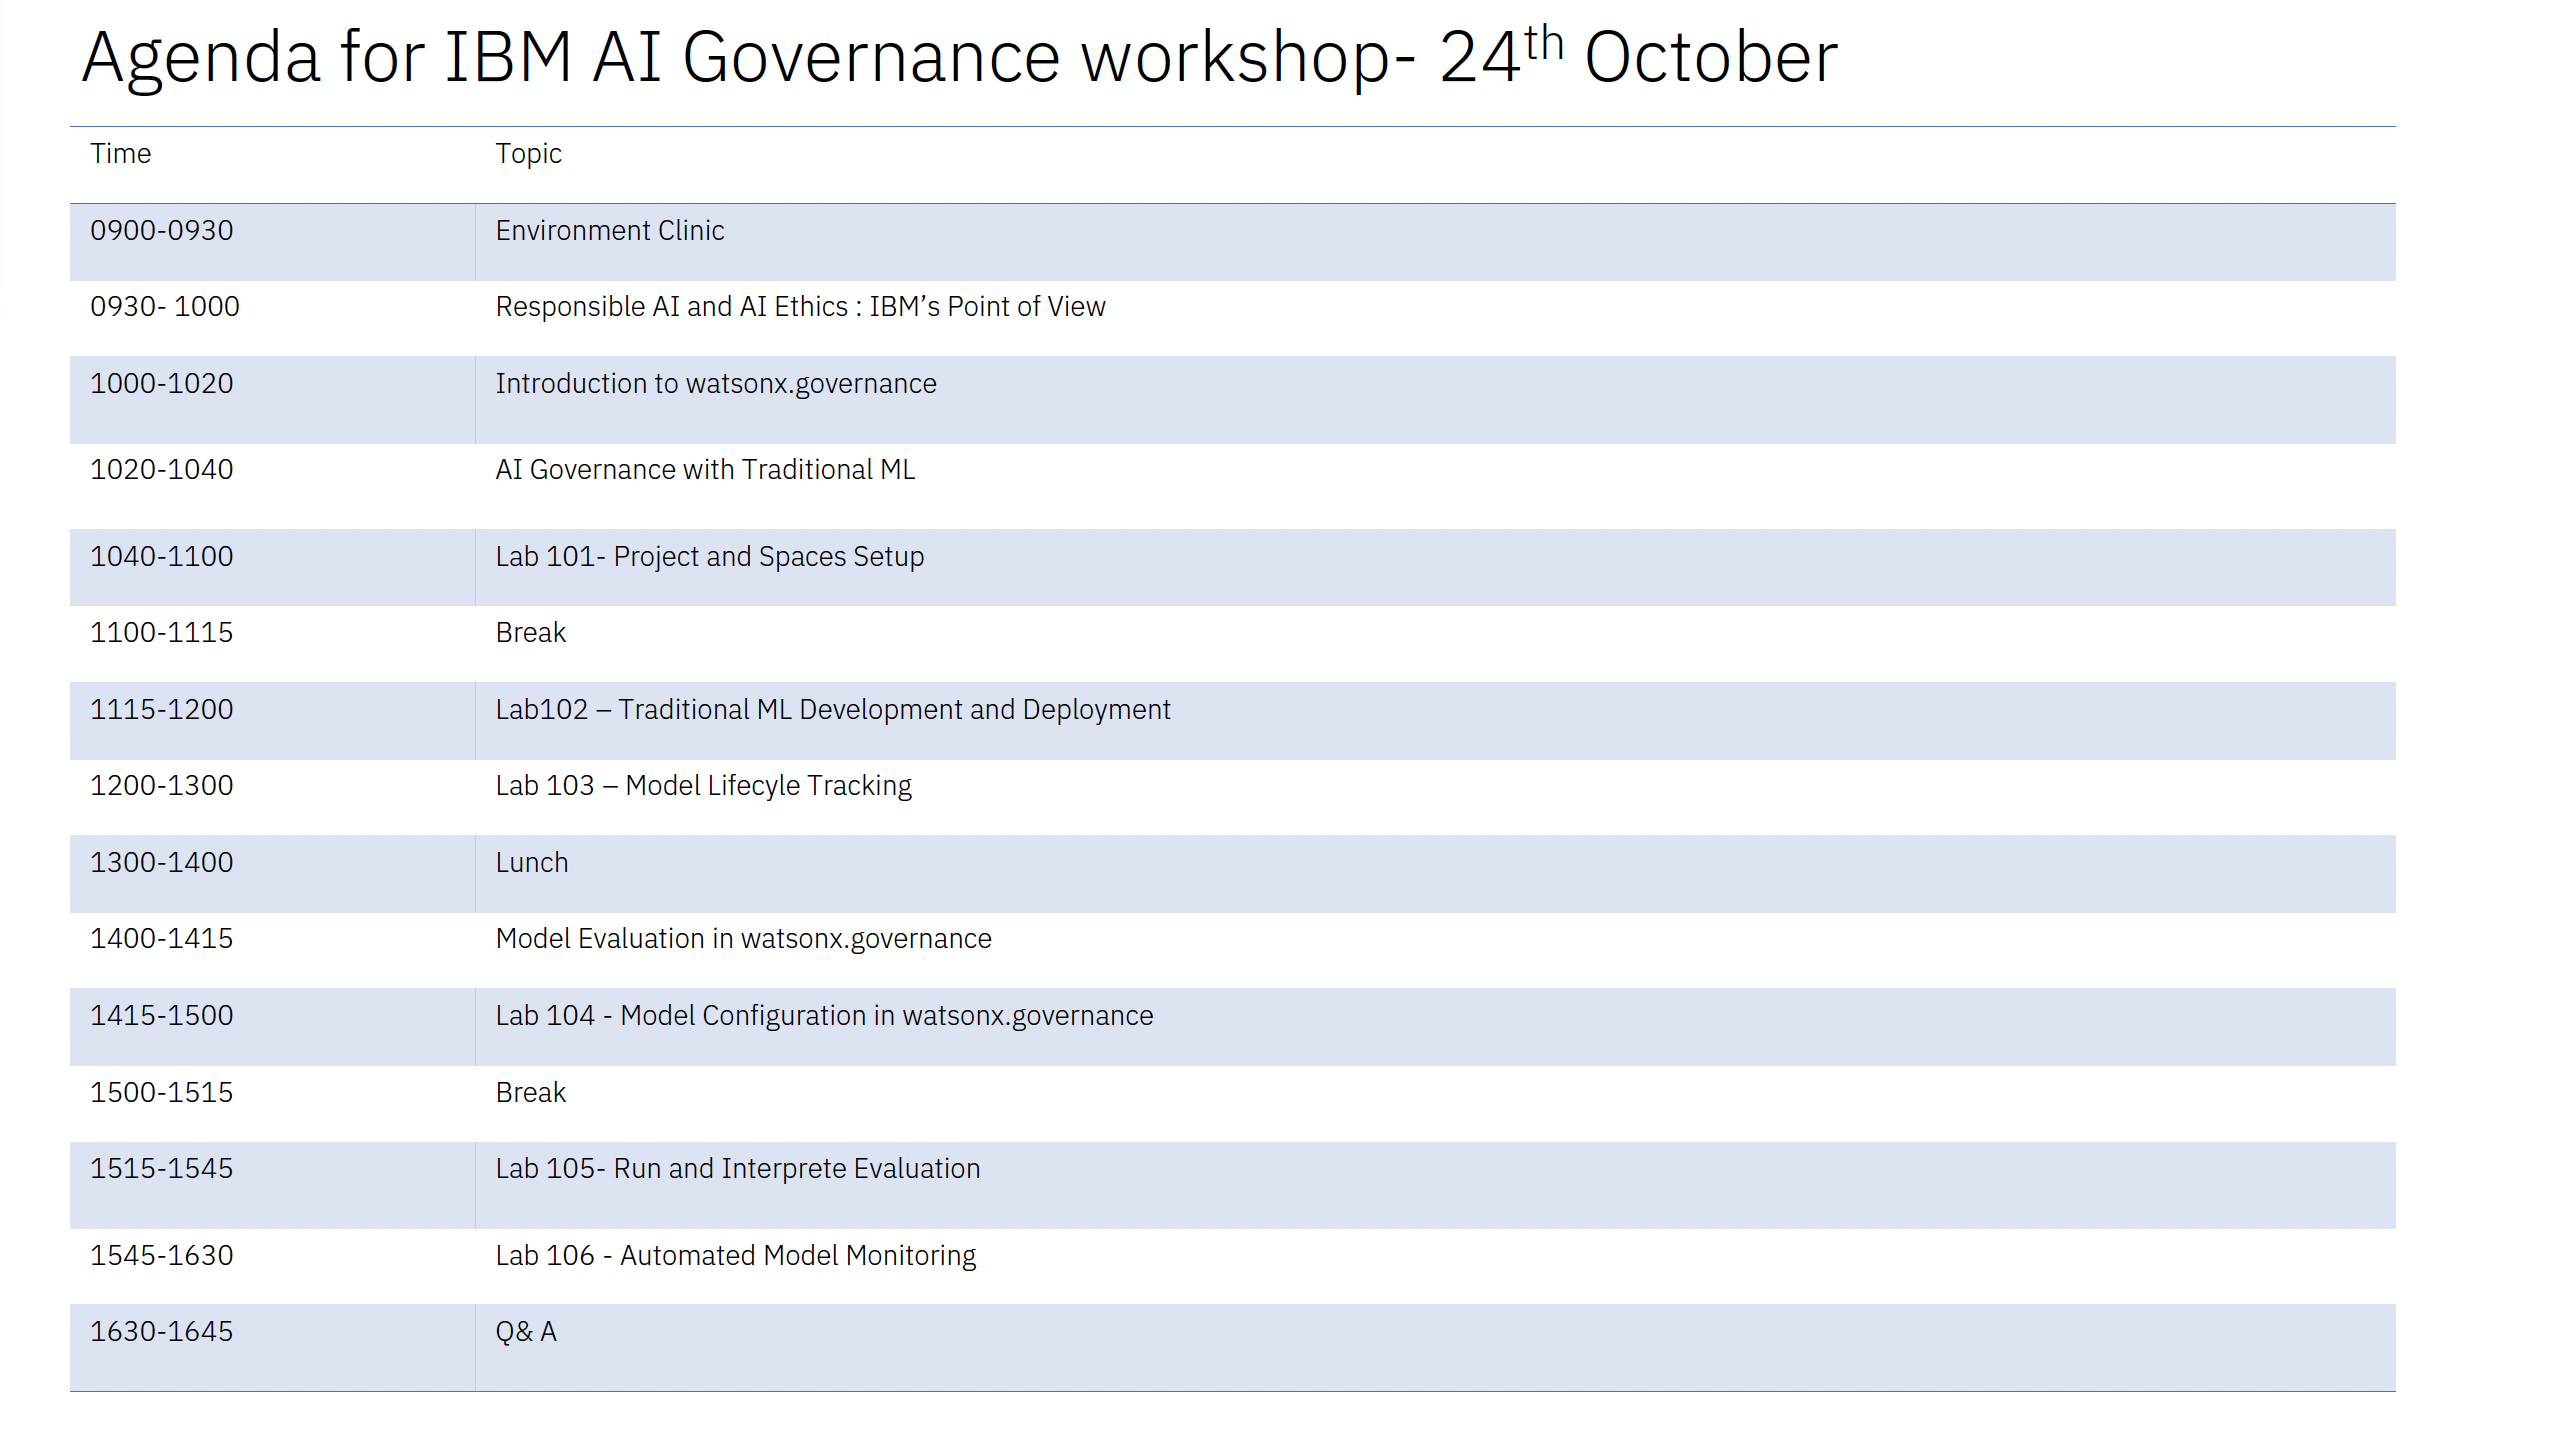 Agenda for IBM AI Governance workshop- 24th October
Time Topic
0900-0930 Environment Clinic
0930- 1000 Responsible AI and AI Ethics : IBM’s Point of View
1000-1020 Introduction to watsonx.governance
1020-1040 AI Governance with Traditional ML
1040-1100 Lab 101- Project and Spaces Setup
1100-1115 Break
1115-1200 Lab102 – Traditional ML Development and Deployment
1200-1300 Lab 103 – Model Lifecyle Tracking
1300-1400 Lunch
1400-1415 Model Evaluation in watsonx.governance
1415-1500 Lab 104 - Model Configuration in watsonx.governance
1500-1515 Break
1515-1545 Lab 105- Run and Interprete Evaluation
1545-1630 Lab 106 - Automated Model Monitoring
1630-1645 Q& A